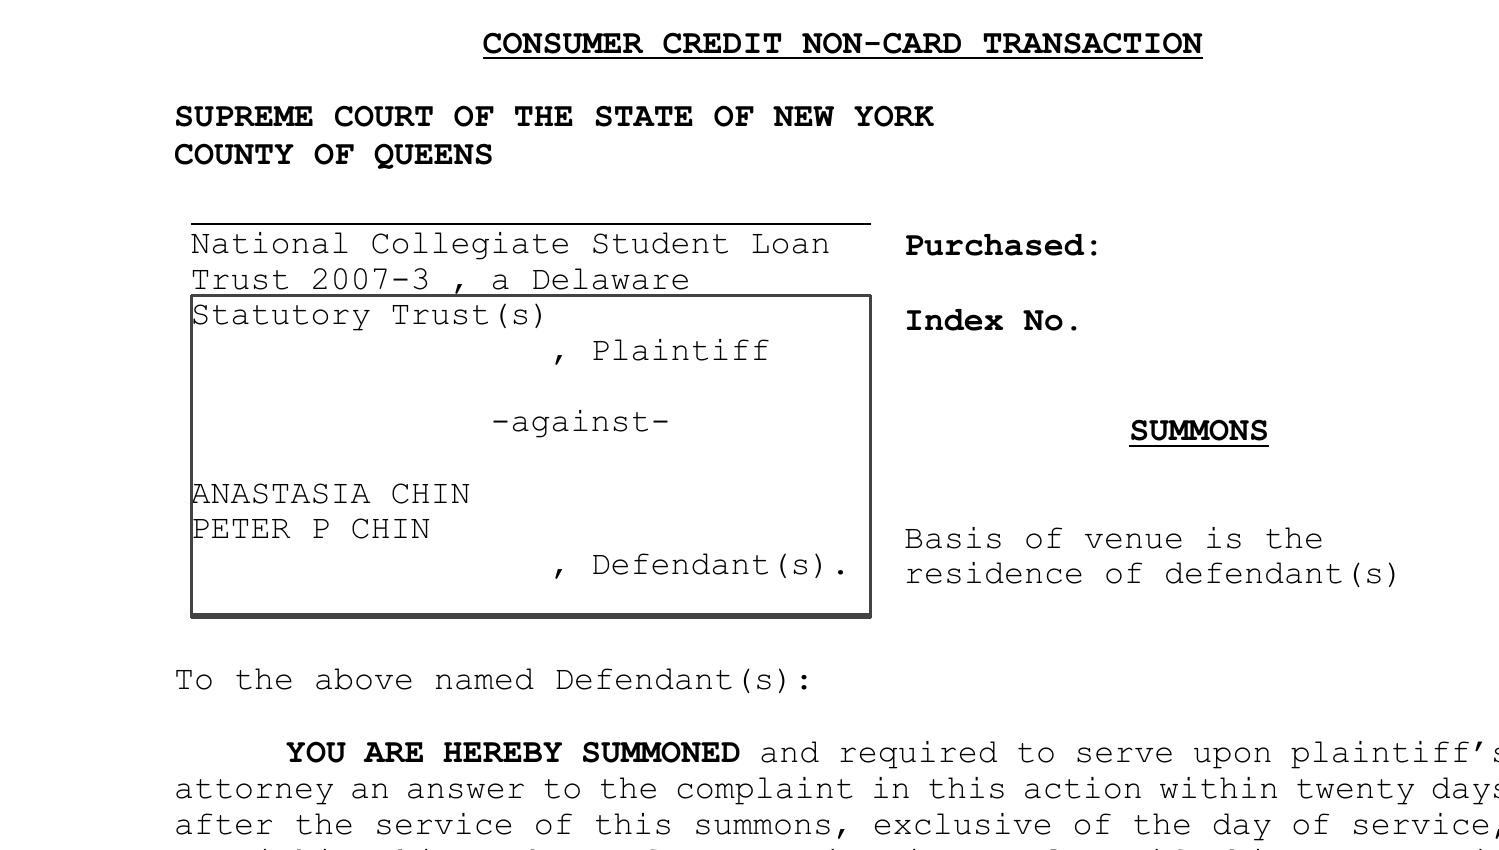 CONSUMER CREDIT NON-CARD TRANSACTION
SUPREME COURT OF THE STATE OF NEW YORK
COUNTY OF QUEENS
National Collegiate Student Loan
Trust 2007-3 , a Delaware
Statutory Trust(s)
, Plaintiff
-against-
ANASTASIA CHIN
PETER P CHIN
, Defendant(s).
Purchased:
Index No.
SUMMONS
Basis of venue is the
residence of defendant(s)
To the above named Defendant(s):
YOU ARE HEREBY SUMMONED and required to serve upon plaintiff’s
attorney an answer to the complaint in this action within twenty days
after the service of this summons, exclusive of the day of service,